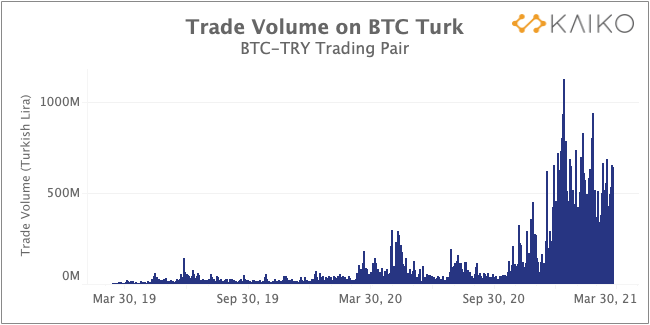 Trade Volume on BTC Turk
KAIKO
BTC-TRY Trading Pair
Trade Volume (Turkish Lira)
1000M
500M
0M
Mar 30, 19
Sep 30, 19
Mar 30, 20
Sep 30, 20
Mar 30, 21